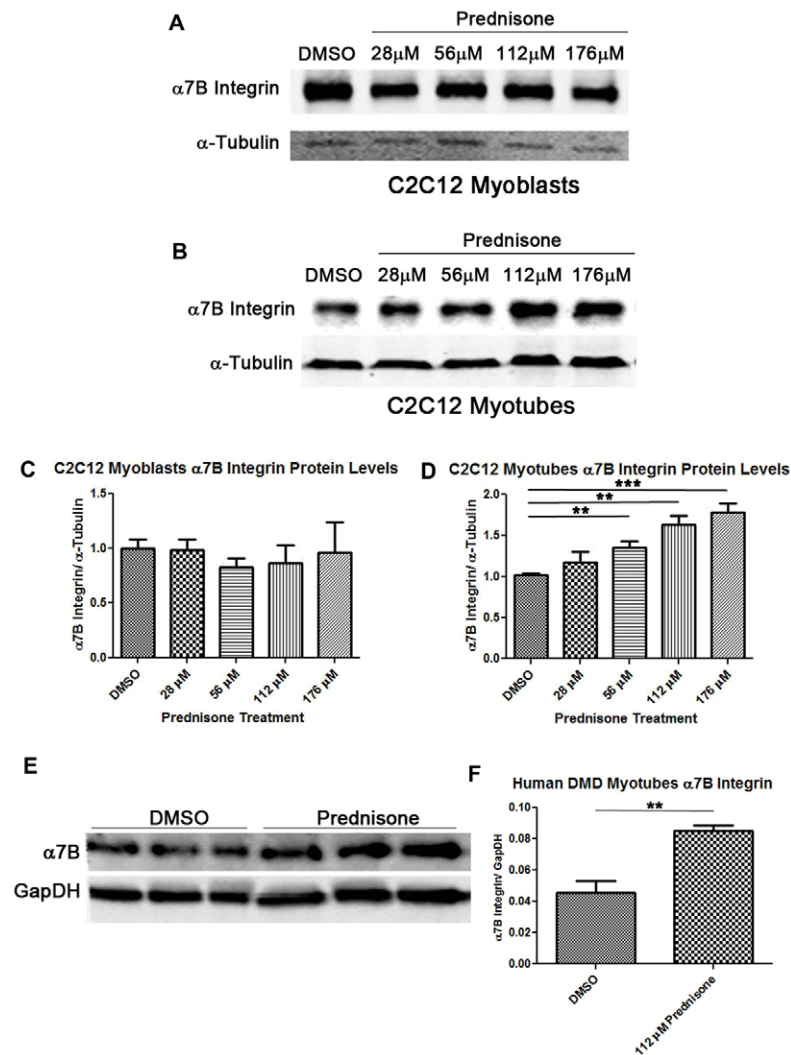 A
Prednisone
DMSO 28µM 56µM 112µM 176µM
α7B Integrin
α-Tubulin
C2C12 Myoblasts
B
Prednisone
DMSO 28µM 56µM 112µM 176µM
α7B Integrin
α-Tubulin
C2C12 Myotubes
C
C2C12 Myoblasts α7B Integrin Protein Levels
α7B Integrin/ α-Tubulin
1.5
1.0
0.5
0.0
DMSO
28 µM
56 µM
112 µM
176 µM
Prednisone Treatment
D
C2C12 Myotubes α7B Integrin Protein Levels
α7B Integrin/ α-Tubulin
2.0
1.5
1.0
0.5
0.0
***
**
**
DMSO
28 µM
56 µM
112 µM
176 µM
Prednisone Treatment
E
DMSO Prednisone
α7B
GapDH
F
Human DMD Myotubes α7B Integrin
α7B Integrin/ GapDH
0.10
0.08
0.06
0.04
0.02
0.00
**
DMSO
112 µM Prednisone